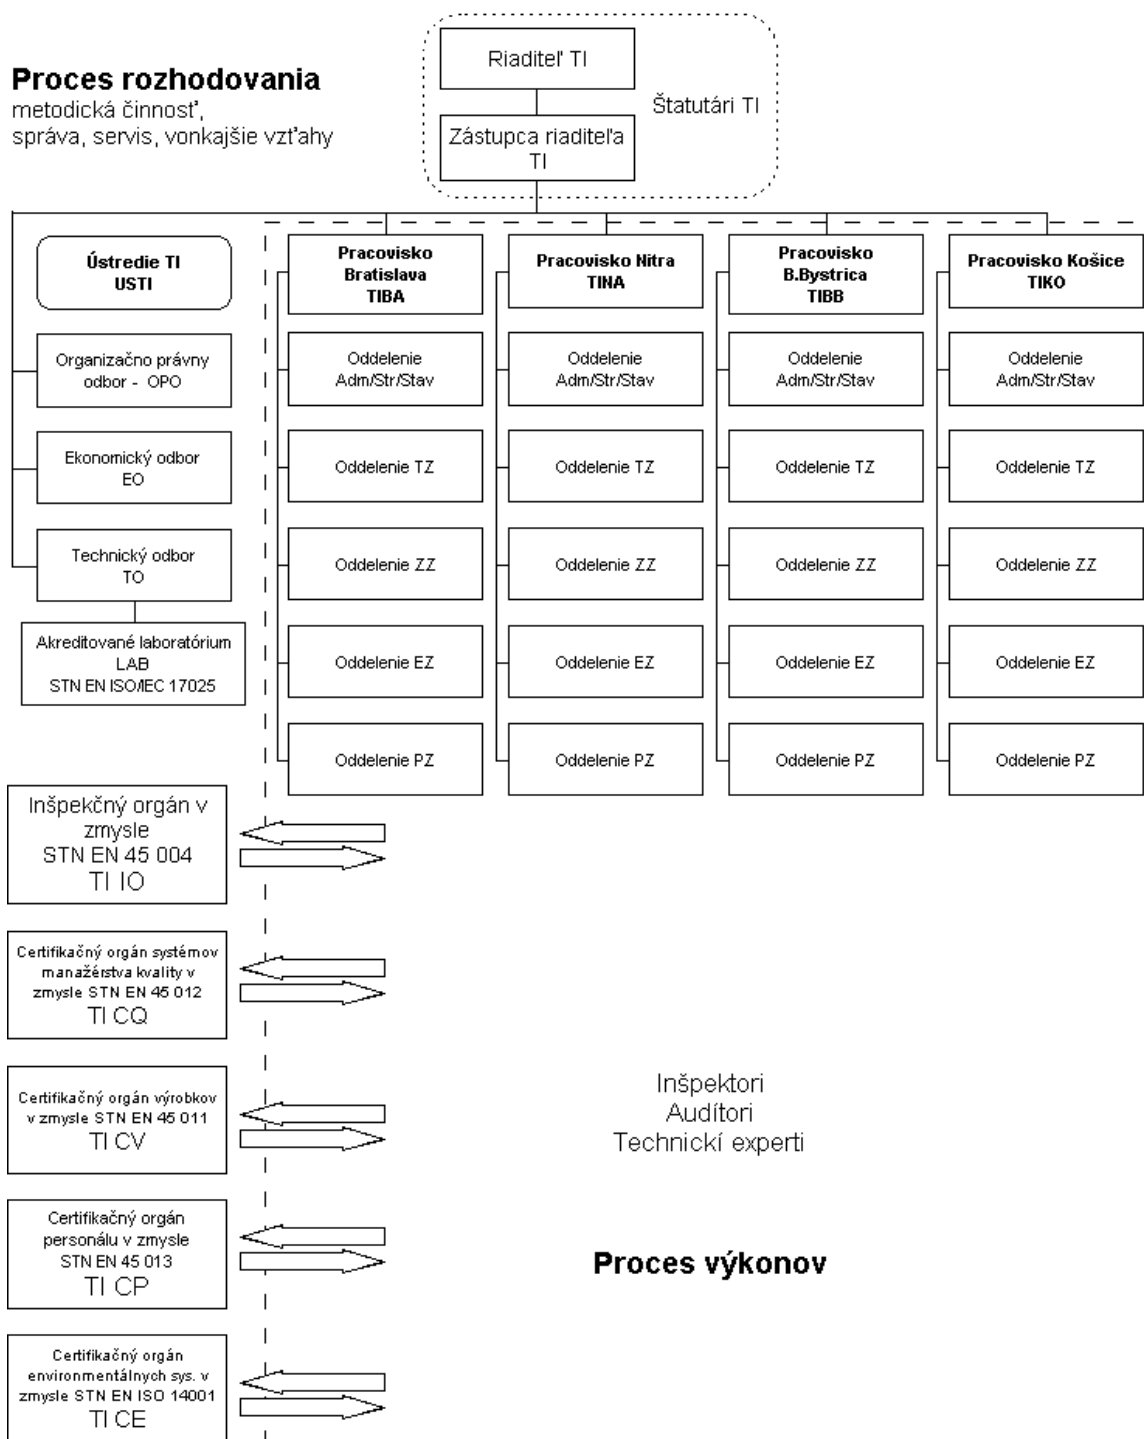 Proces rozhodovania
metodická činnosť,
správa, servis, vonkajšie vzťahy
Riaditeľ TI
Zástupca riaditeľa
TI
Štatutári TI
Ústredie TI
USTI
Organizačno právny
odbor - OPO
Ekonomický odbor
EO
Technický odbor
TO
Akreditované laboratórium
LAB
STN EN ISO/IEC 17025
Pracovisko
Bratislava
TIBA
Oddelenie
Adm/Str/Stav
Oddelenie TZ
Oddelenie ZZ
Oddelenie EZ
Oddelenie PZ
Pracovisko Nitra
TINA
Oddelenie
Adm/Str/Stav
Oddelenie TZ
Oddelenie ZZ
Oddelenie EZ
Oddelenie PZ
Pracovisko
B.Bystrica
TIBB
Oddelenie
Adm/Str/Stav
Oddelenie TZ
Oddelenie ZZ
Oddelenie EZ
Oddelenie PZ
Pracovisko Košice
TIKO
Oddelenie
Adm/Str/Stav
Oddelenie TZ
Oddelenie ZZ
Oddelenie EZ
Oddelenie PZ
Inšpekčný orgán v
zmysle
STN EN 45 004
TI IO
Certifikačný orgán systémov
manažérstva kvality v
zmysle STN EN 45 012
TI CQ
Certifikačný orgán výrobkov
v zmysle STN EN 45 011
TI CV
Certifikačný orgán
personálu v zmysle
STN EN 45 013
TI CP
Certifikačný orgán
environmentálnych sys. v
zmysle STN EN ISO 14001
TI CE
Inšpektori
Audítori
Technickí experti
Proces výkonov